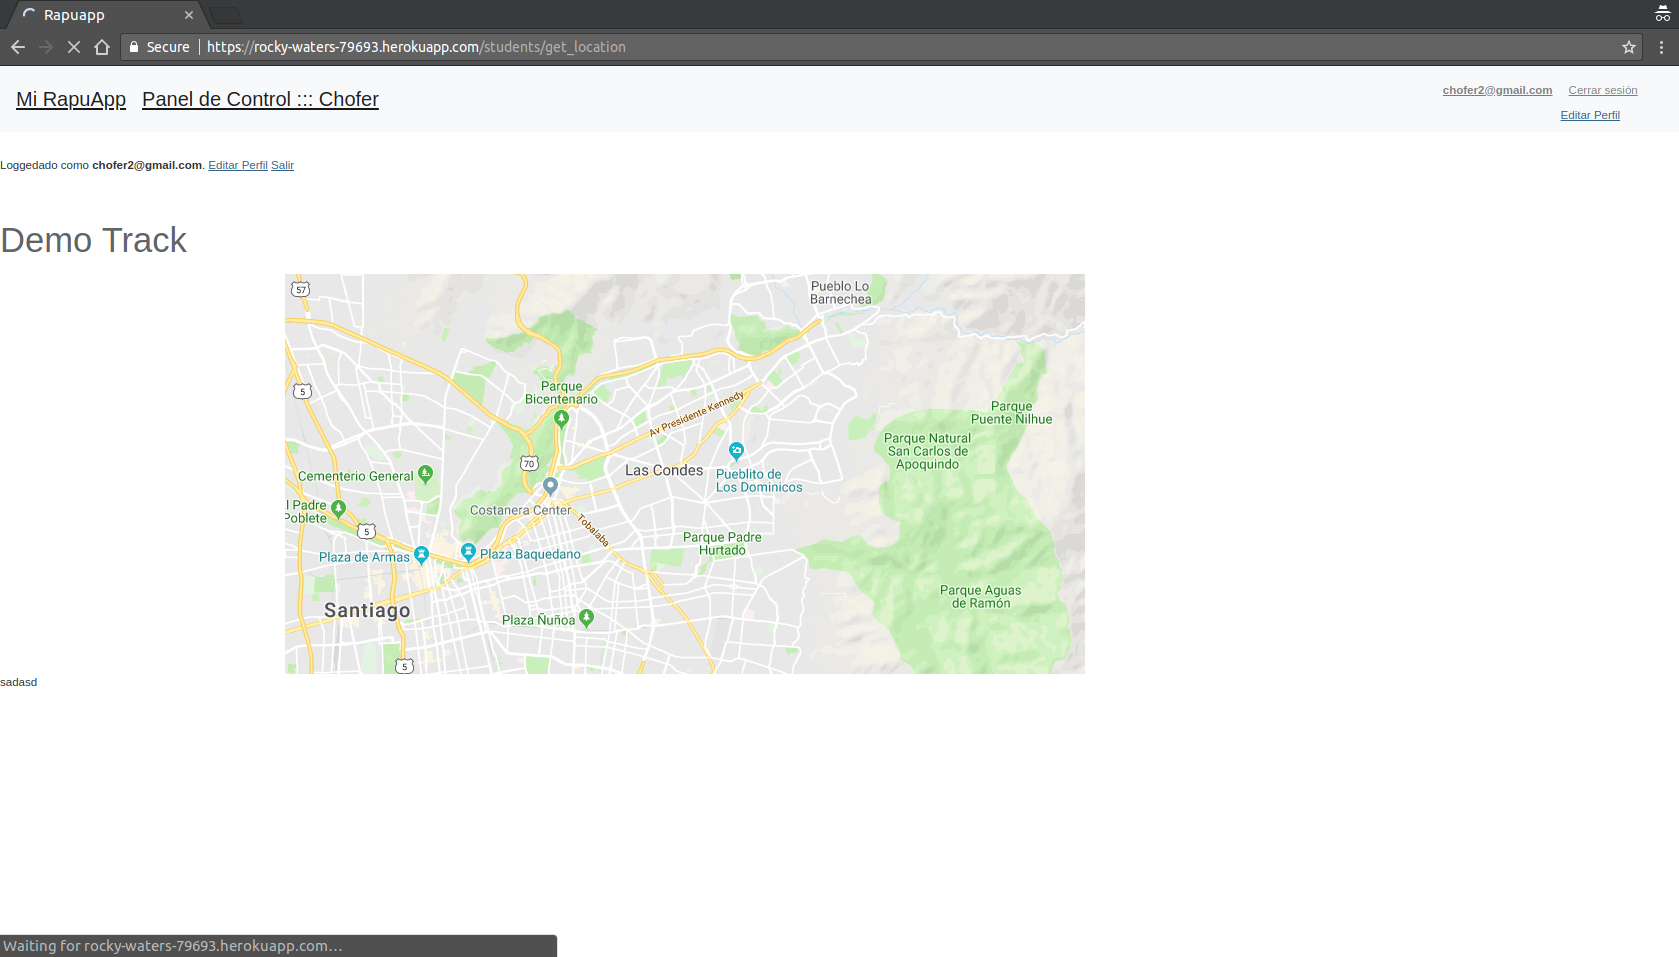 Rapuapp
Secure
https://rocky-waters-79693.herokuapp.com/students/get_location
Mi RapuApp Panel de Control ::: Chofer
chofer2@gmail.com Cerrar sesión
Editar Perfil
Loggedado como chofer2@gmail.com. Editar Perfil Salir
Demo Track
57
Pueblo Lo
Barnechea
5
Parque
Bicentenario
Av Presidente Kennedy
Parque
Puente Ñilhue
Parque Natural
San Carlos de
Apoquindo
70
Las Condes
Pueblito de
Los Dominicos
Cementerio General
Costanera Center
l Padre
Poblete
5
Tobalaba
Parque Padre
Hurtado
Plaza de Armas
Plaza Baquedano
Parque Aguas
de Ramón
Santiago
Plaza Ñuñoa
5
sadasd
Waiting for rocky-waters-79693.herokuapp.com...